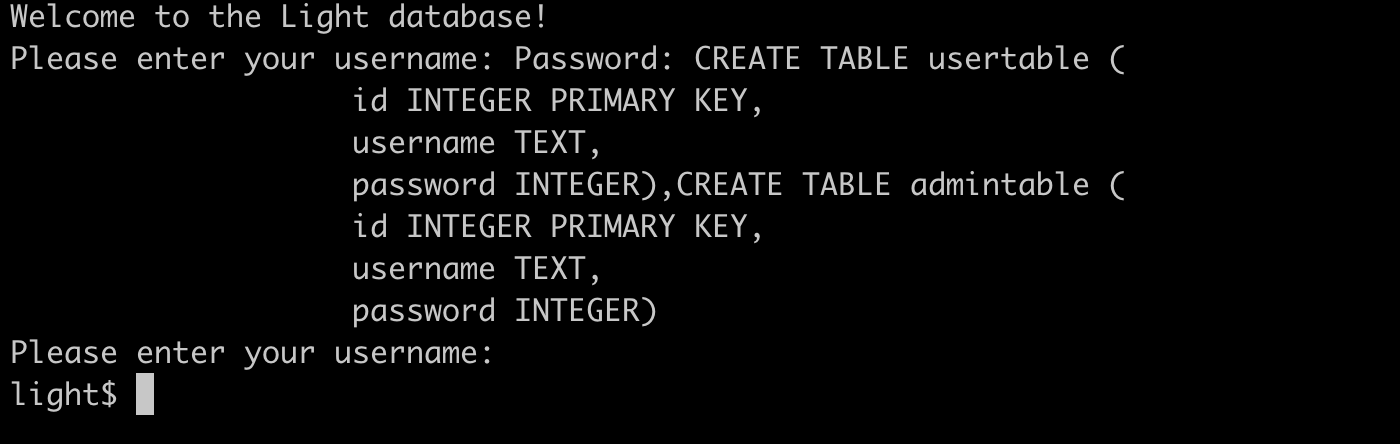 Welcome to the Light database!
Please enter your username: Password: CREATE TABLE usertable (
                   id INTEGER PRIMARY KEY,
                   username TEXT,
                   password INTEGER),CREATE TABLE admintable (
                   id INTEGER PRIMARY KEY,
                   username TEXT,
                   password INTEGER)
Please enter your username:
light$